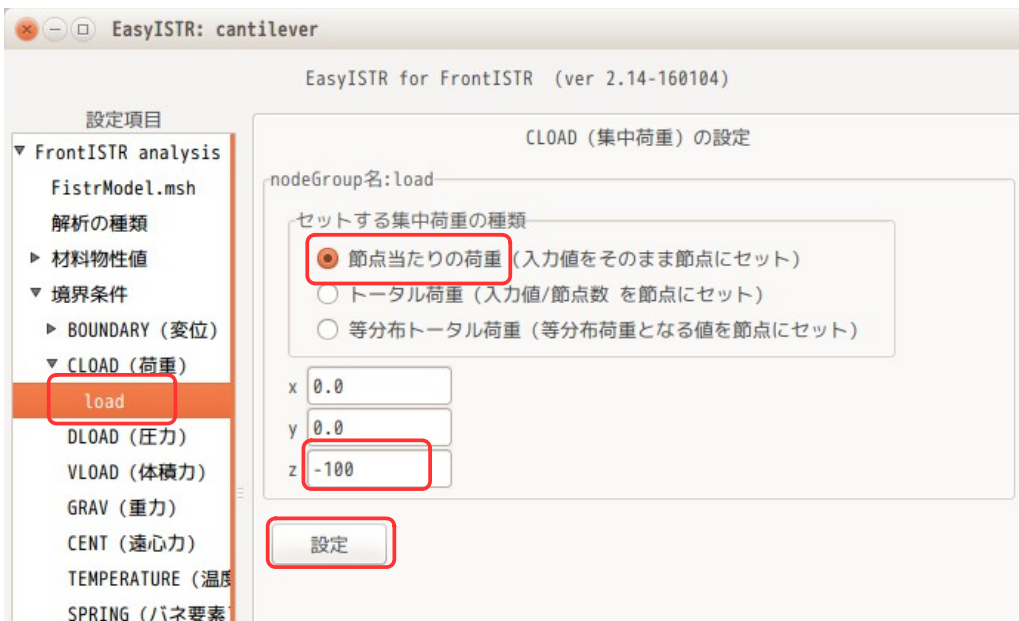 EasyISTR: cantilever
EasyISTR for FrontISTR (ver 2.14-160104)
設定項目
FrontISTR analysis
FistrModel.msh
解析の種類
材料物性値
境界条件
BOUNDARY (変位)
CLOAD (荷重)
load
DLOAD (圧力)
VLOAD (体積力)
GRAV (重力)
CENT (遠心力)
TEMPERATURE (温度
SPRING (バネ要素
CLOAD (集中荷重) の設定
nodeGroup名:load
セットする集中荷重の種類
節点当たりの荷重 (入力値をそのまま節点にセット)
トータル荷重 (入力値/節点数 を節点にセット)
等分布トータル荷重 (等分布荷重となる値を節点にセット)
x 0.0
y 0.0
z -100
設定